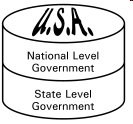 U.S.A.
National Level
Government
State Level
Government